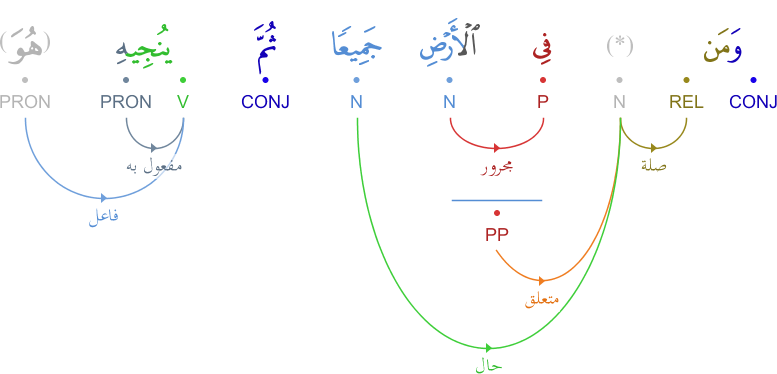 وَمَن (*) فِى ٱلْأَرْضِ جَمِيعًا ثُمَّ يُنجِيهِ (هُوَ)
CONJ REL N P N N CONJ V PRON PRON
صلة مجرور مفعول به
فاعل
PP
متعلق
حال